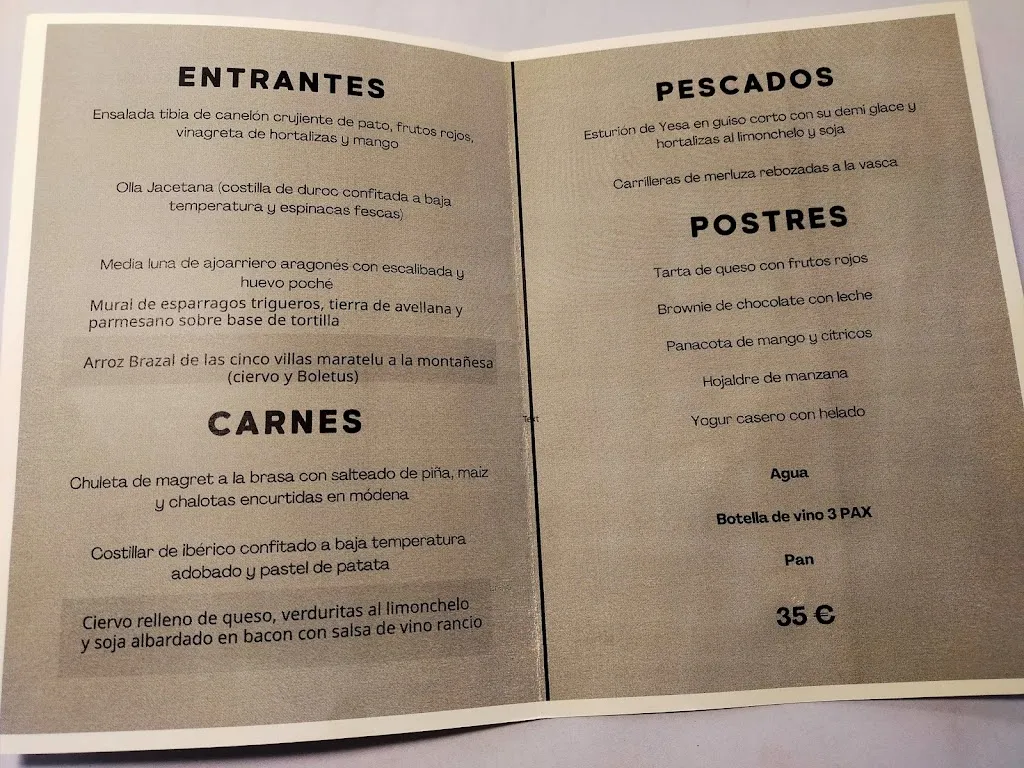 ENTRANTES
Ensalada tibia de canelón crujiente de pato, frutos rojos,
vinagreta de hortalizas y mango
Olla Jacetana (costilla de duroc confitada a baja
temperatura y espinacas fescas)
Media luna de ajoarriero aragonés con escalibada y
huevo poché
Mural de esparragos trigueros, tierra de avellana y
parmesano sobre base de tortilla
Arroz Brazal de las cinco villas maratelu a la montañesa
(ciervo y Boletus)
CARNES
Chuleta de magret a la brasa con salteado de piña, maiz
y chalotas encurtidas en módena
Costillar de ibérico confitado a baja temperatura
adobado y pastel de patata
Ciervo relleno de queso, verduritas al limonchelo
y soja albardado en bacon con salsa de vino rancio
Text
PESCADOS
Esturión de Yesa en guiso corto con su demi glace y
hortalizas al limonchelo y soja
Carrilleras de merluza rebozadas a la vasca
POSTRES
Tarta de queso con frutos rojos
Brownie de chocolate con leche
Panacota de mango y cítricos
Hojaldre de manzana
Yogur casero con helado
Agua
Botella de vino 3 PAX
Pan
35 €